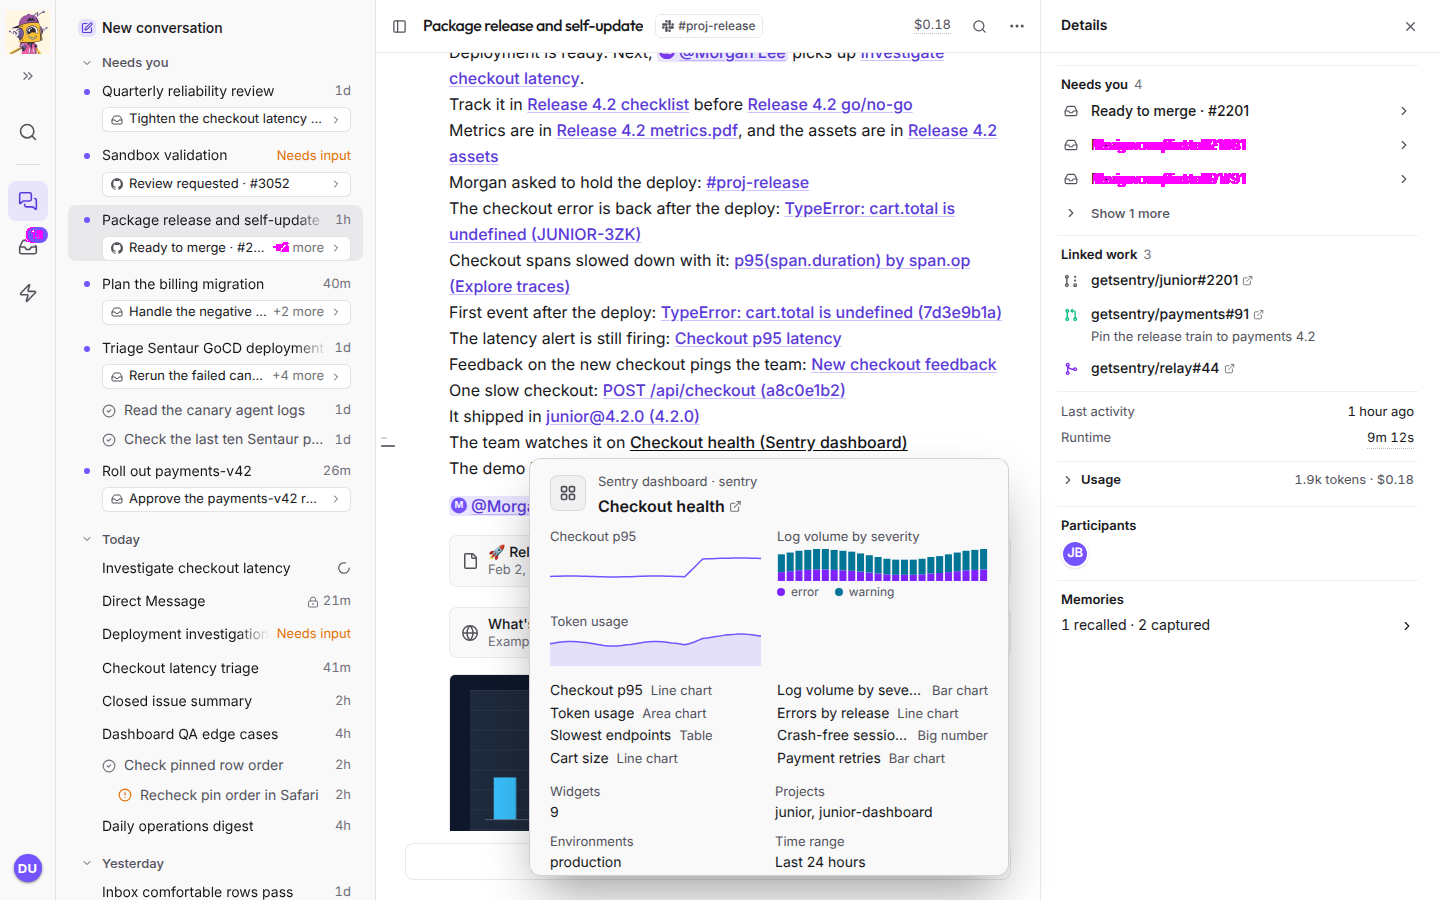 New conversation
Needs you
Quarterly reliability review 1d
Tighten the checkout latency ...
Sandbox validation Needs input
Review requested · #3052
Package release and self-update 1h
Ready to merge · #2... more
Plan the billing migration 40m
Handle the negative ... +2 more
Triage Sentaur GoCD deployment 1d
Rerun the failed can... +4 more
Read the canary agent logs 1d
Check the last ten Sentaur p... 1d
Roll out payments-v42 26m
Approve the payments-v42 r...
Today
Investigate checkout latency
Direct Message 21m
Deployment investigation Needs input
Checkout latency triage 41m
Closed issue summary 2h
Dashboard QA edge cases 4h
Check pinned row order 2h
Recheck pin order in Safari 2h
Daily operations digest 4h
Yesterday
Inbox comfortable rows pass 1d
DU
Package release and self-update #proj-release $0.18
Deployment is ready. Next, @Morgan Lee picks up investigate
checkout latency.
Track it in Release 4.2 checklist before Release 4.2 go/no-go
Metrics are in Release 4.2 metrics.pdf, and the assets are in Release 4.2
assets
Morgan asked to hold the deploy: #proj-release
The checkout error is back after the deploy: TypeError: cart.total is
undefined (JUNIOR-3ZK)
Checkout spans slowed down with it: p95(span.duration) by span.op
(Explore traces)
First event after the deploy: TypeError: cart.total is undefined (7d3e9b1a)
The latency alert is still firing: Checkout p95 latency
Feedback on the new checkout pings the team: New checkout feedback
One slow checkout: POST /api/checkout (a8c0e1b2)
It shipped in junior@4.2.0 (4.2.0)
The team watches it on Checkout health (Sentry dashboard)
The demo
M @Morga
🚀 Rel
Feb 2,
What's
Examp
Sentry dashboard · sentry
Checkout health
Checkout p95
Log volume by severity
error warning
Token usage
Checkout p95 Line chart
Log volume by seve... Bar chart
Token usage Area chart
Errors by release Line chart
Slowest endpoints Table
Crash-free sessio... Big number
Cart size Line chart
Payment retries Bar chart
Widgets
9
Projects
junior, junior-dashboard
Environments
production
Time range
Last 24 hours
Details
Needs you 4
Ready to merge · #2201
Show 1 more
Linked work 3
getsentry/junior#2201
getsentry/payments#91
Pin the release train to payments 4.2
getsentry/relay#44
Last activity 1 hour ago
Runtime 9m 12s
Usage 1.9k tokens · $0.18
Participants
JB
Memories
1 recalled · 2 captured